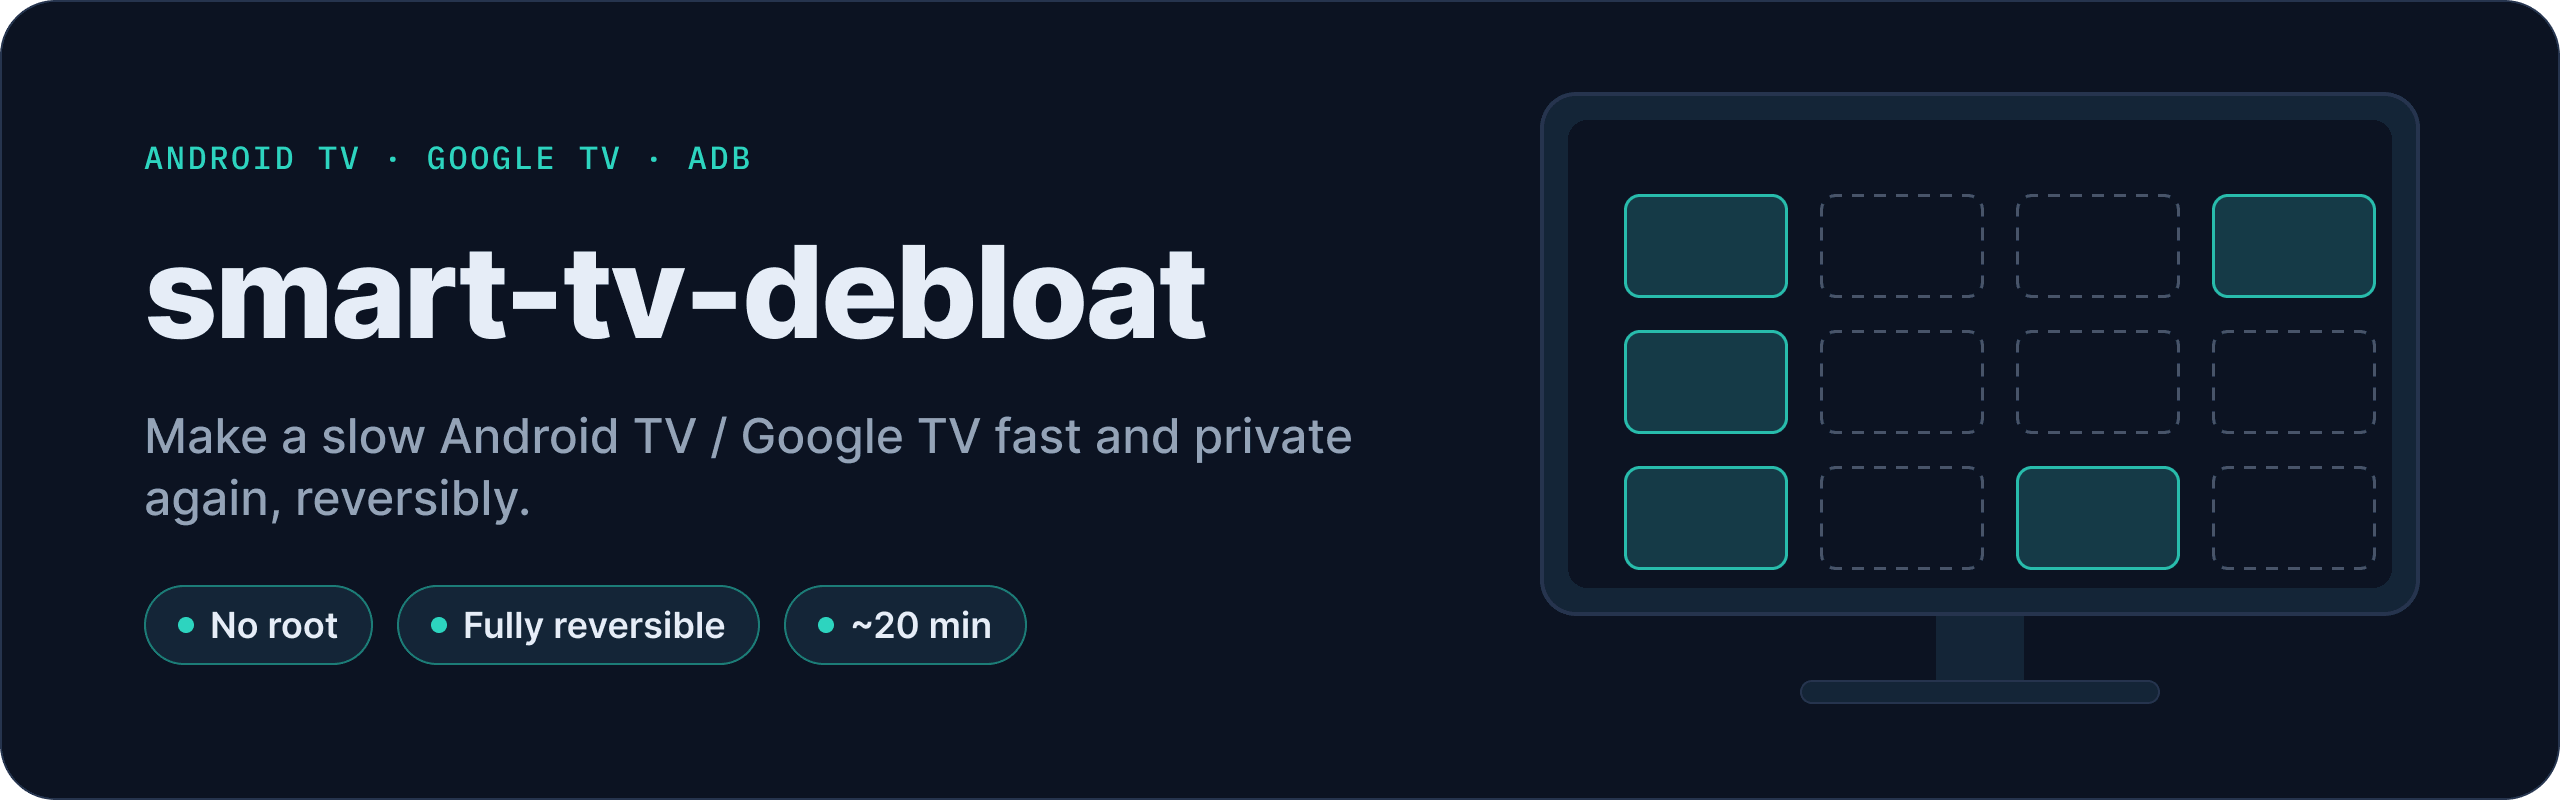 ANDROID TV · GOOGLE TV · ADB
smart-tv-debloat
Make a slow Android TV / Google TV fast and private
again, reversibly.
No root
Fully reversible
~20 min